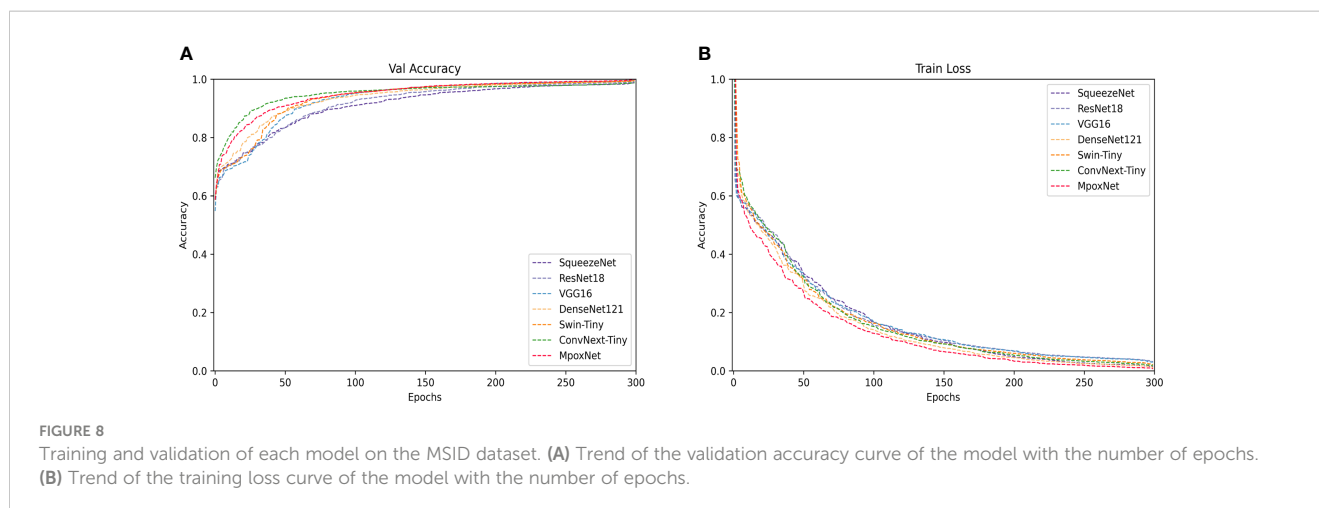 A
Val Accuracy
1.0
0.8
0.6
0.4
0.2
0.0
Accuracy
0
50
100
150
200
250
300
Epochs
SqueezeNet
ResNet18
VGG16
DenseNet121
Swin-Tiny
ConvNext-Tiny
MpoxNet
B
Train Loss
1.0
0.8
0.6
0.4
0.2
0.0
Accuracy
0
50
100
150
200
250
300
Epochs
SqueezeNet
ResNet18
VGG16
DenseNet121
Swin-Tiny
ConvNext-Tiny
MpoxNet
FIGURE 8
Training and validation of each model on the MSID dataset. (A) Trend of the validation accuracy curve of the model with the number of epochs.
(B) Trend of the training loss curve of the model with the number of epochs.